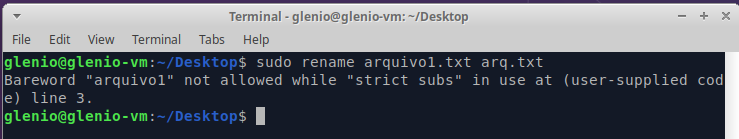 Terminal - glenio@glenio-vm: ~/Desktop
File Edit View Terminal Tabs Help
glenio@glenio-vm:~/Desktop$ sudo rename arquivo1.txt arq.txt
Bareword "arquivo1" not allowed while "strict subs" in use at (user-supplied cod
e) line 3.
glenio@glenio-vm:~/Desktop$